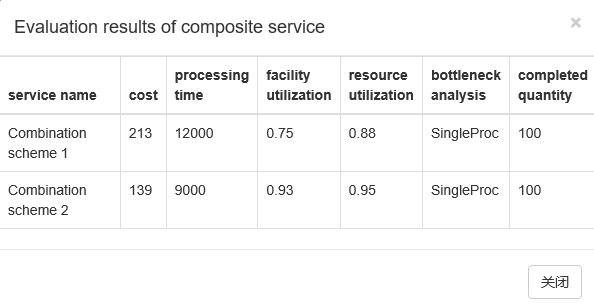 Evaluation results of composite service
×
service name cost processing time facility utilization resource utilization bottleneck analysis completed quantity
Combination scheme 1 213 12000 0.75 0.88 SingleProc 100
Combination scheme 2 139 9000 0.93 0.95 SingleProc 100
关闭